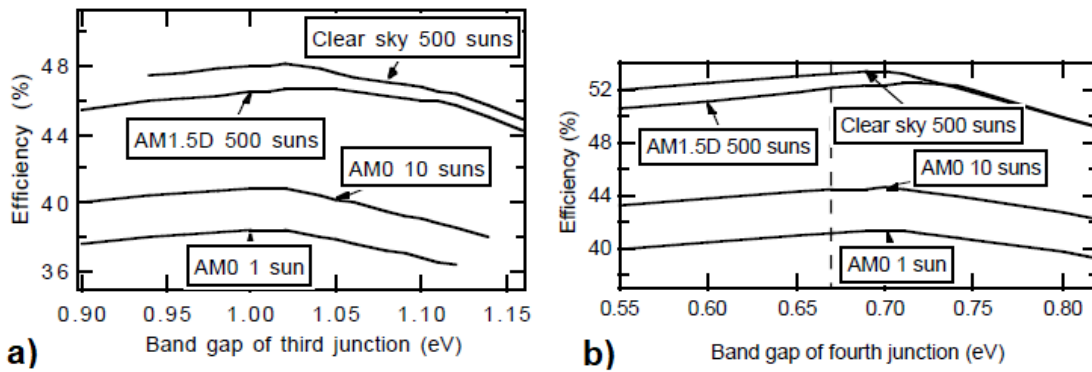 Clear sky 500 suns
48
AM1.5D 500 suns
44
AM0 10 suns
40
AM0 1 sun
36
Efficiency (%)
0.90 0.95 1.00 1.05 1.10 1.15
Band gap of third junction (eV)
a)
52
AM1.5D 500 suns
Clear sky 500 suns
48
AM0 10 suns
44
40
AM0 1 sun
Efficiency (%)
0.55 0.60 0.65 0.70 0.75 0.80
Band gap of fourth junction (eV)
b)